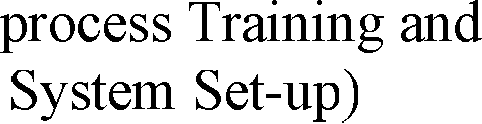 process Training and
System Set-up)